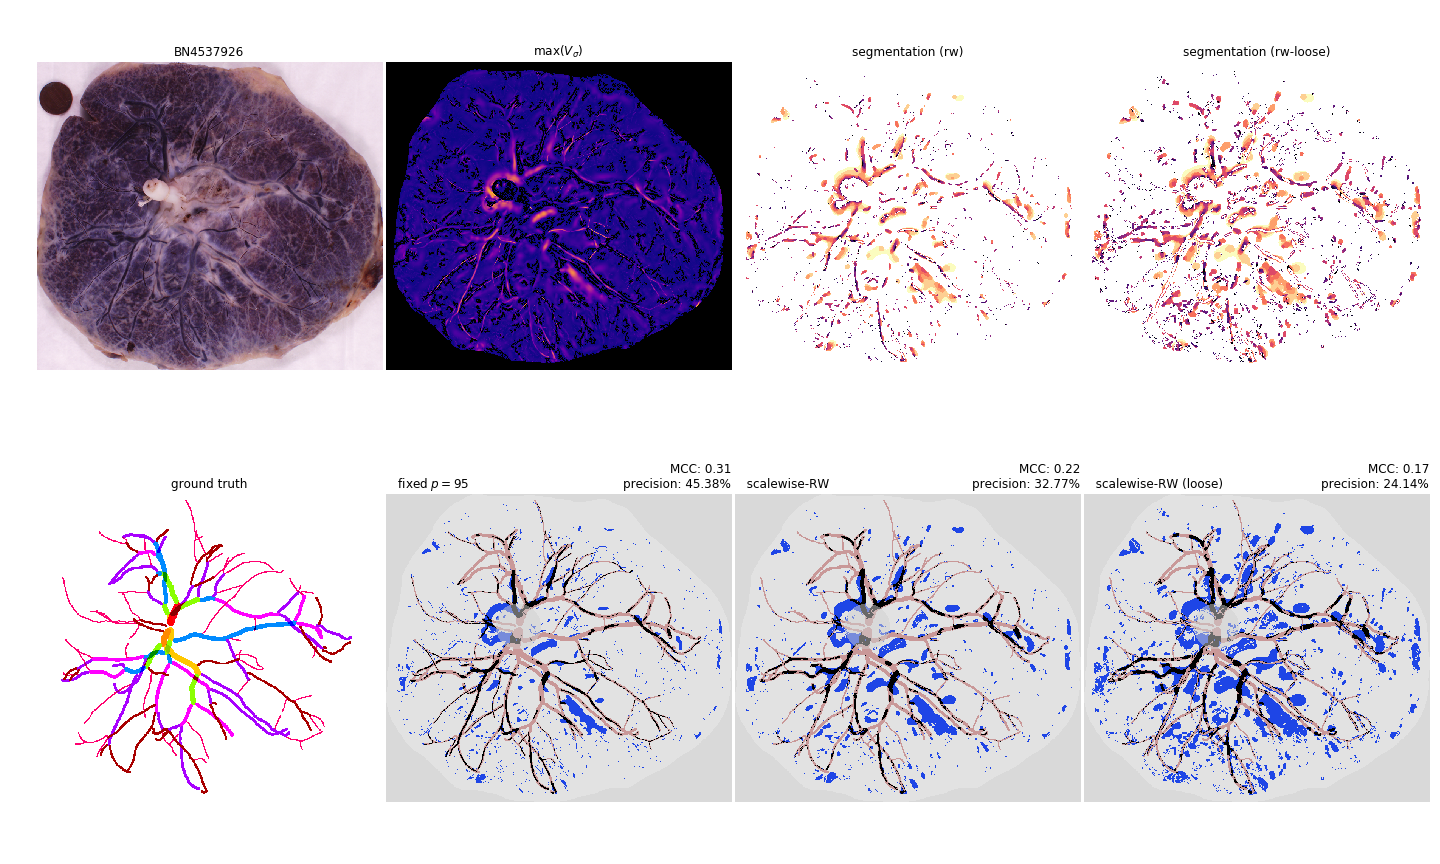 BN4537926
max(V_σ)
segmentation (rw)
segmentation (rw-loose)
ground truth
fixed p = 95
MCC: 0.31
precision: 45.38%
scalewise-RW
MCC: 0.22
precision: 32.77%
scalewise-RW (loose)
MCC: 0.17
precision: 24.14%